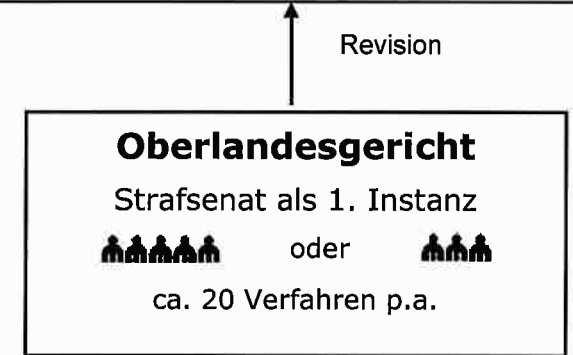 Revision
Oberlandesgericht
Strafsenat als 1. Instanz
oder
ca. 20 Verfahren p.a.